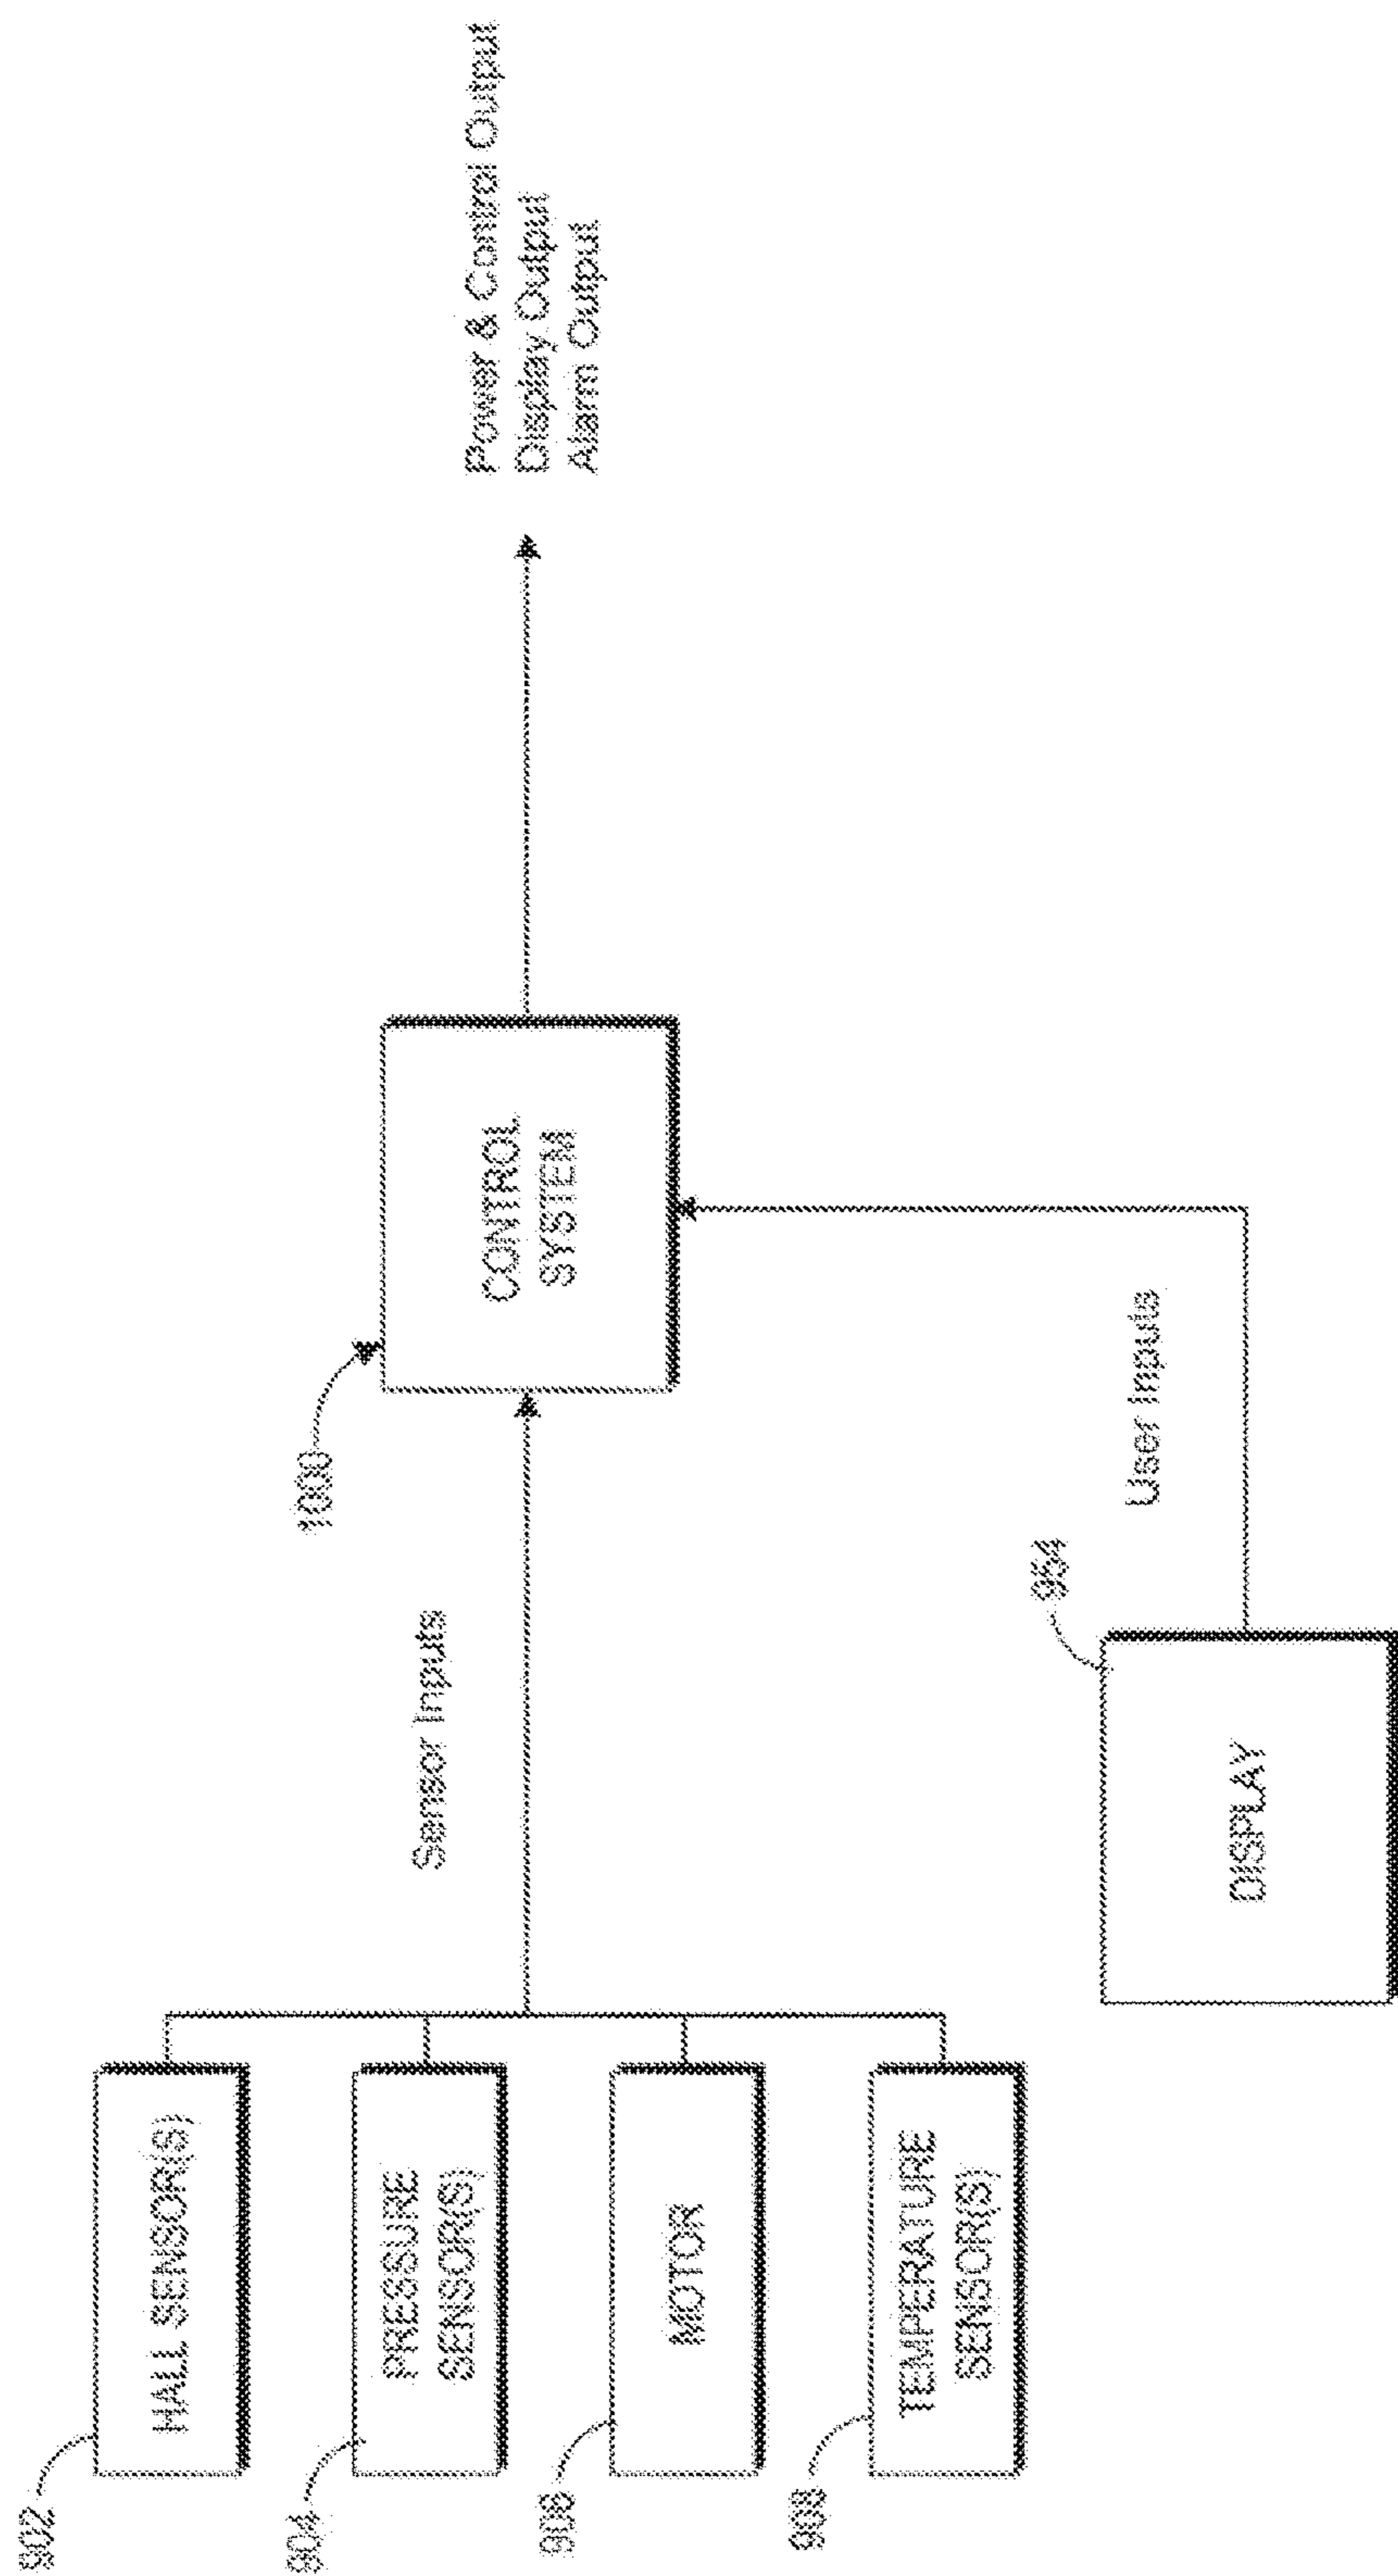 902
HALL SENSOR(S)
904
PRESSURE
SENSOR(S)
906
MOTOR
908
TEMPERATURE
SENSOR(S)
Sensor Inputs
1000
CONTROL
SYSTEM
Power & Control Output
Display Output
Alarm Output
954
DISPLAY
User Inputs